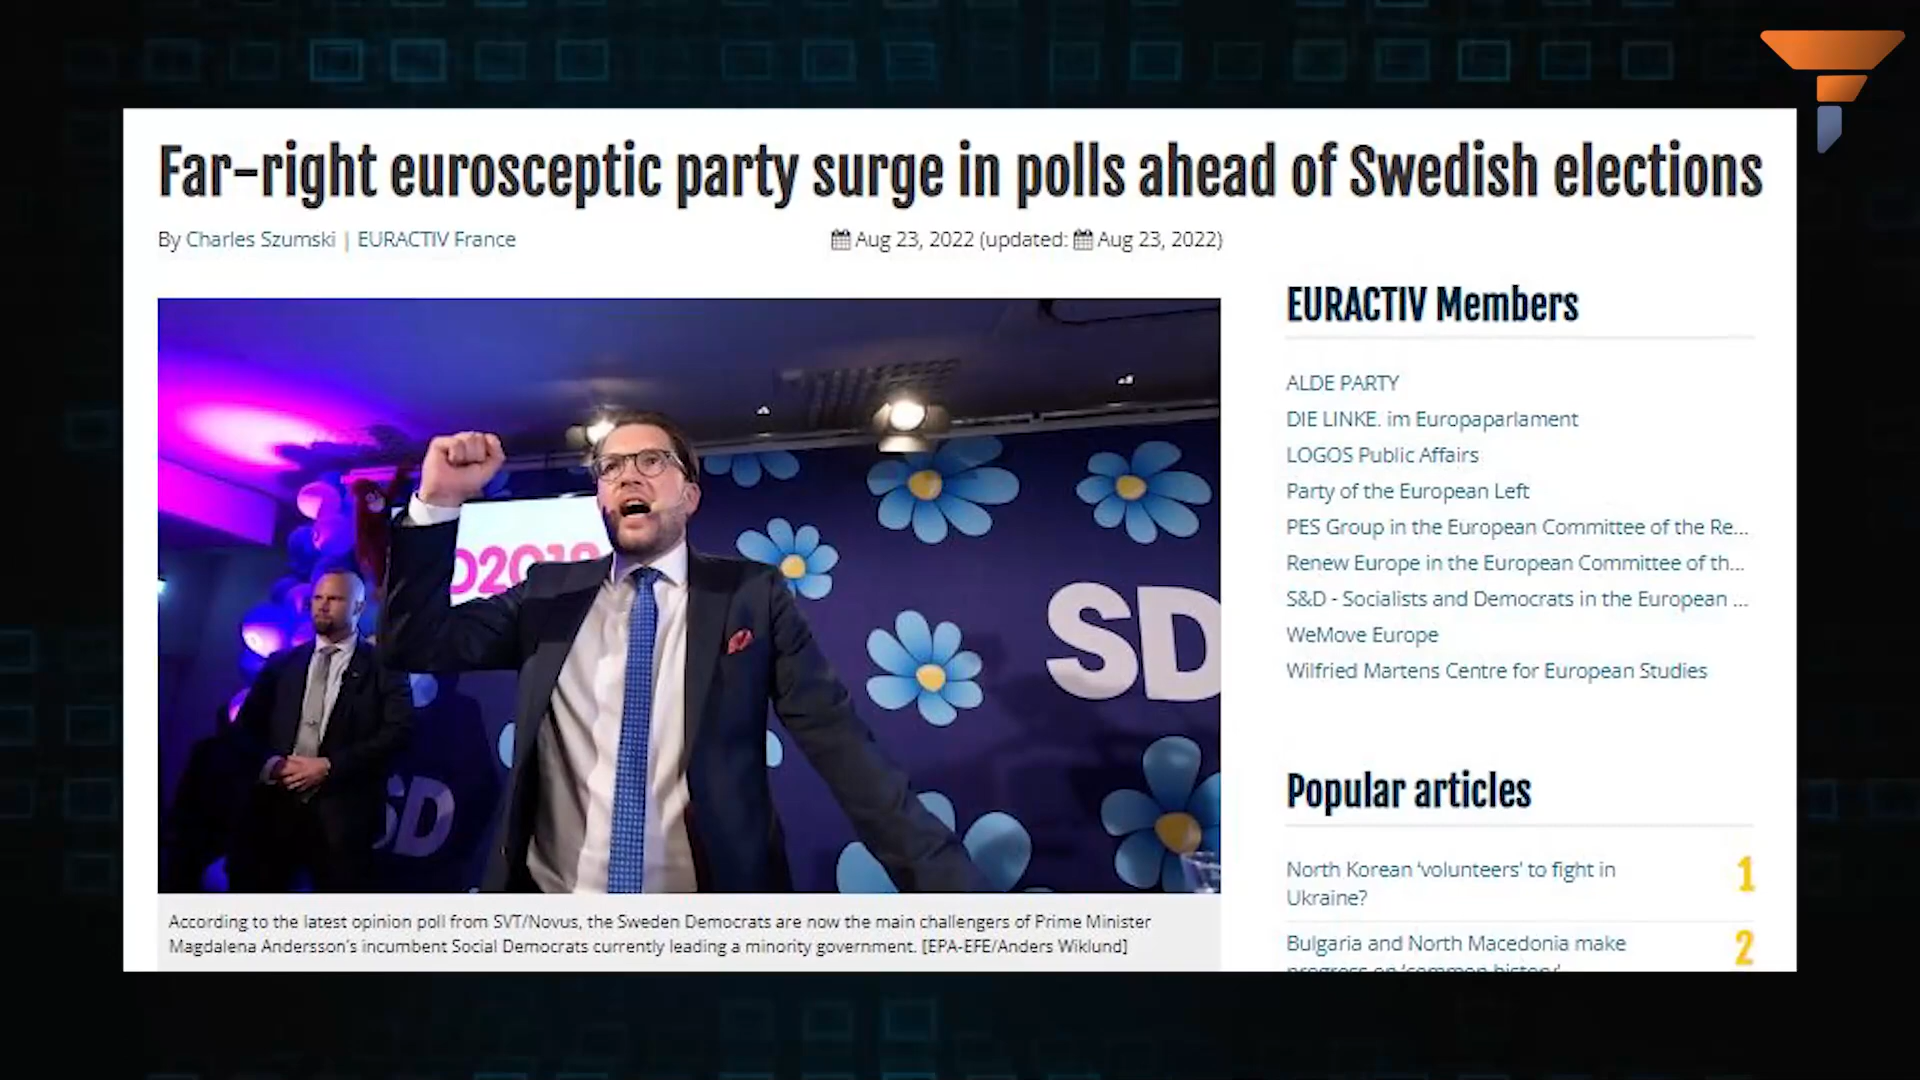 Far-right eurosceptic party surge in polls ahead of Swedish elections
By Charles Szumski | EURACTIV France
Aug 23, 2022 (updated: Aug 23, 2022)
SD
SD
According to the latest opinion poll from SVT/Novus, the Sweden Democrats are now the main challengers of Prime Minister
Magdalena Andersson's incumbent Social Democrats currently leading a minority government. [EPA-EFE/Anders Wiklund]
EURACTIV Members
ALDE PARTY
DIE LINKE. im Europaparlament
LOGOS Public Affairs
Party of the European Left
PES Group in the European Committee of the Re...
Renew Europe in the European Committee of th...
S&D - Socialists and Democrats in the European ...
WeMove Europe
Wilfried Martens Centre for European Studies
Popular articles
North Korean 'volunteers' to fight in
Ukraine?
1
Bulgaria and North Macedonia make
progress on 'common history'
2